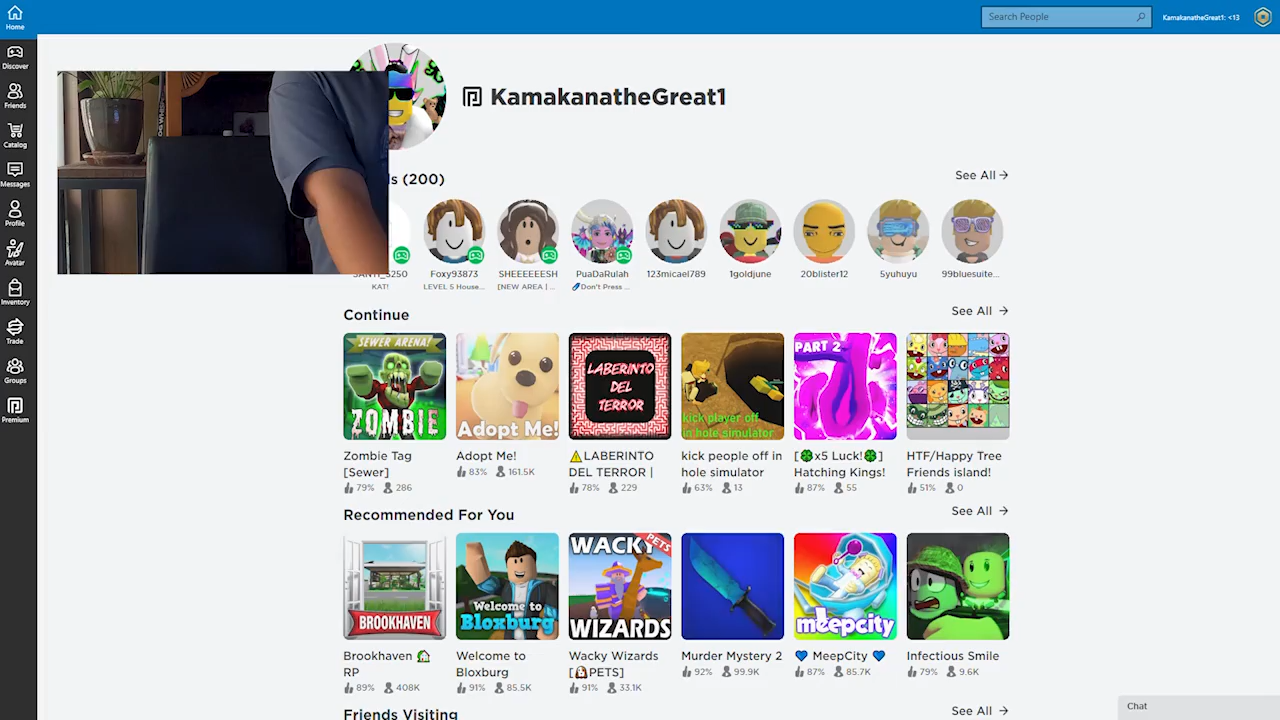 Home
Search People
KamakanatheGreat1: <13
Discover
Friends
Catalog
Messages
Profile
Avatar
Inventory
Trade
Groups
Premium
KamakanatheGreat1
(200)
See All
Foxy93873
SHEEEEEESH
PuaDaRulah
123micael789
1goldjune
20blister12
5yuhuyu
99bluesuite...
KAT!
LEVEL 5 House...
[NEW AREA | ...
Don't Press ...
Continue
See All
SEWER ARENA!
ZOMBIE
Adopt Me!
LABERINTO
DEL
TERROR
kick player off
in hole simulator
PART 2
Zombie Tag
[Sewer]
79% 286
Adopt Me!
83% 161.5K
⚠LABERINTO
DEL TERROR |
78% 229
kick people off in
hole simulator
63% 13
[🍀x5 Luck!🍀]
Hatching Kings!
87% 55
HTF/Happy Tree
Friends island!
51% 0
Recommended For You
See All
BROOKHAVEN
Welcome to
Bloxburg
WACKY
PETS
WIZARDS
meepcity
Brookhaven 🏠
RP
89% 408K
Welcome to
Bloxburg
91% 85.5K
Wacky Wizards
[🐶PETS]
91% 33.1K
Murder Mystery 2
92% 99.9K
💙 MeepCity 💙
87% 85.7K
Infectious Smile
79% 9.6K
Friends Visiting
See All
Chat